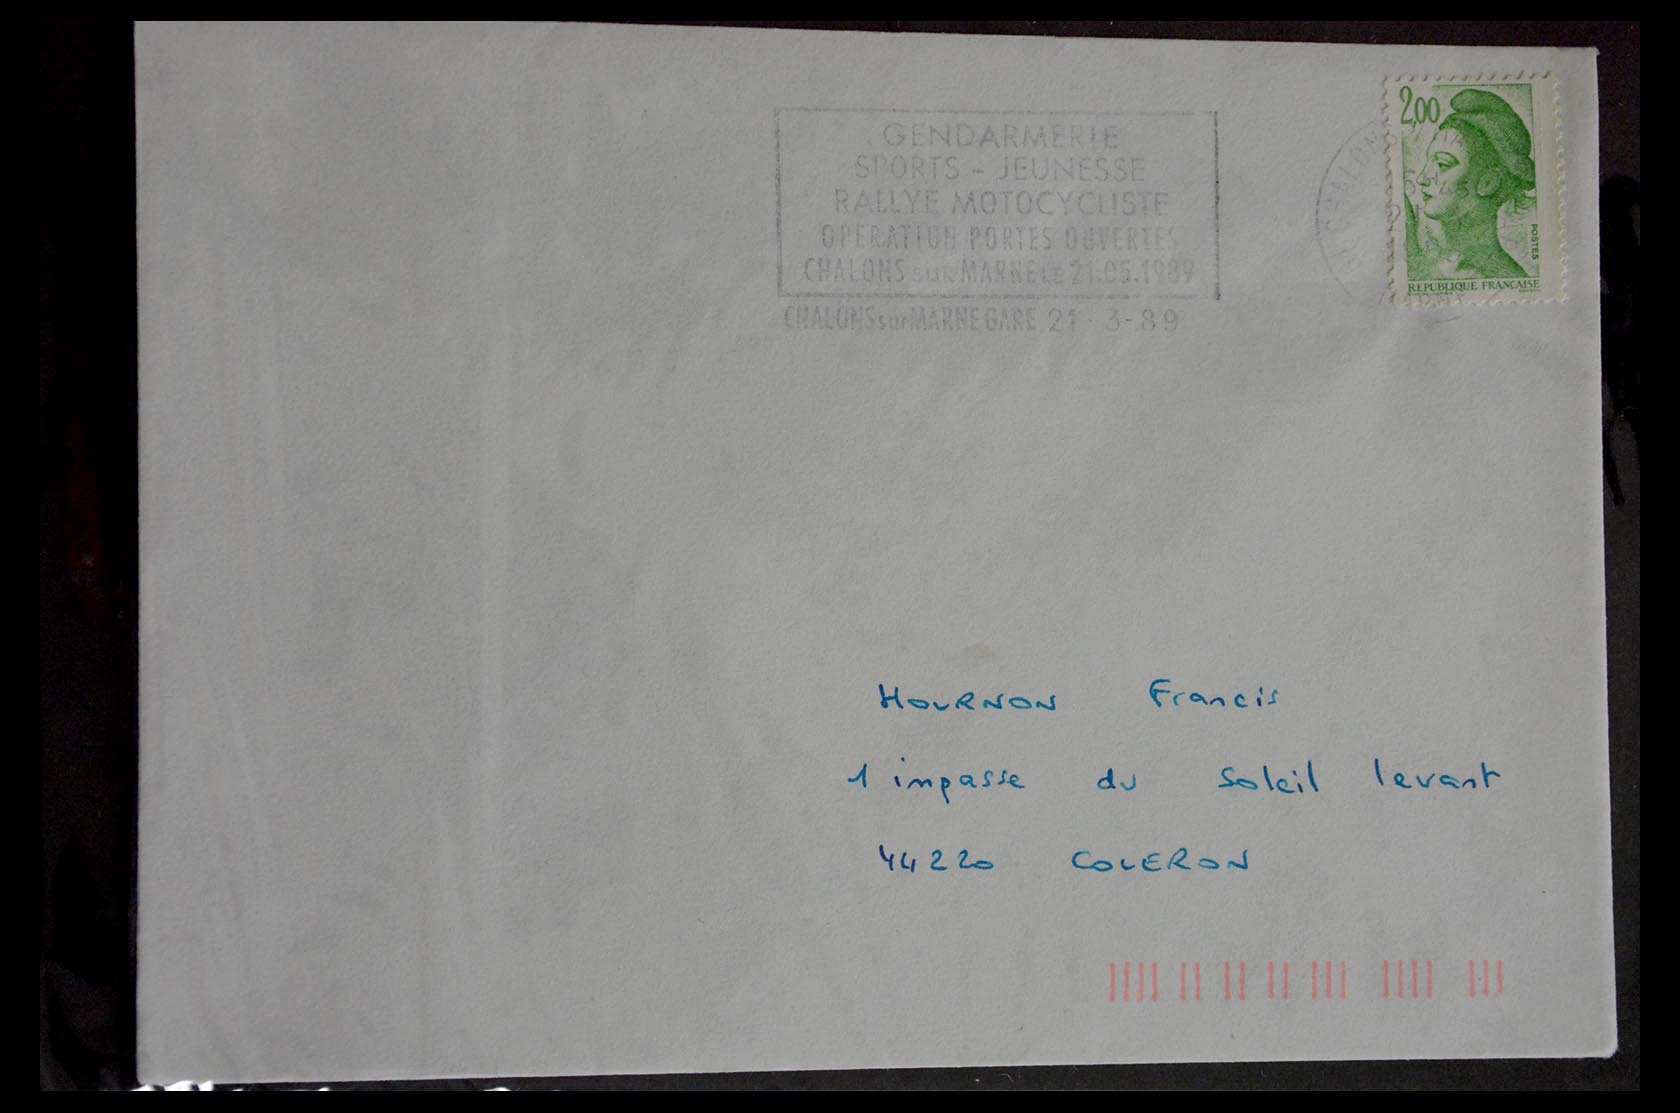 GENDARMERIE
SPORTS - JEUNESSE
RALLYE MOTOCYCLISTE
OPERATION PORTES OUVERTES
CHALONS SUR MARNE LE 21.05.1989
CHALONS sur MARNE GARE 21-3-89
2,00
POSTES
REPUBLIQUE FRANÇAISE
HOURNON Francis
1 impasse du Soleil levant
44220 COUERON